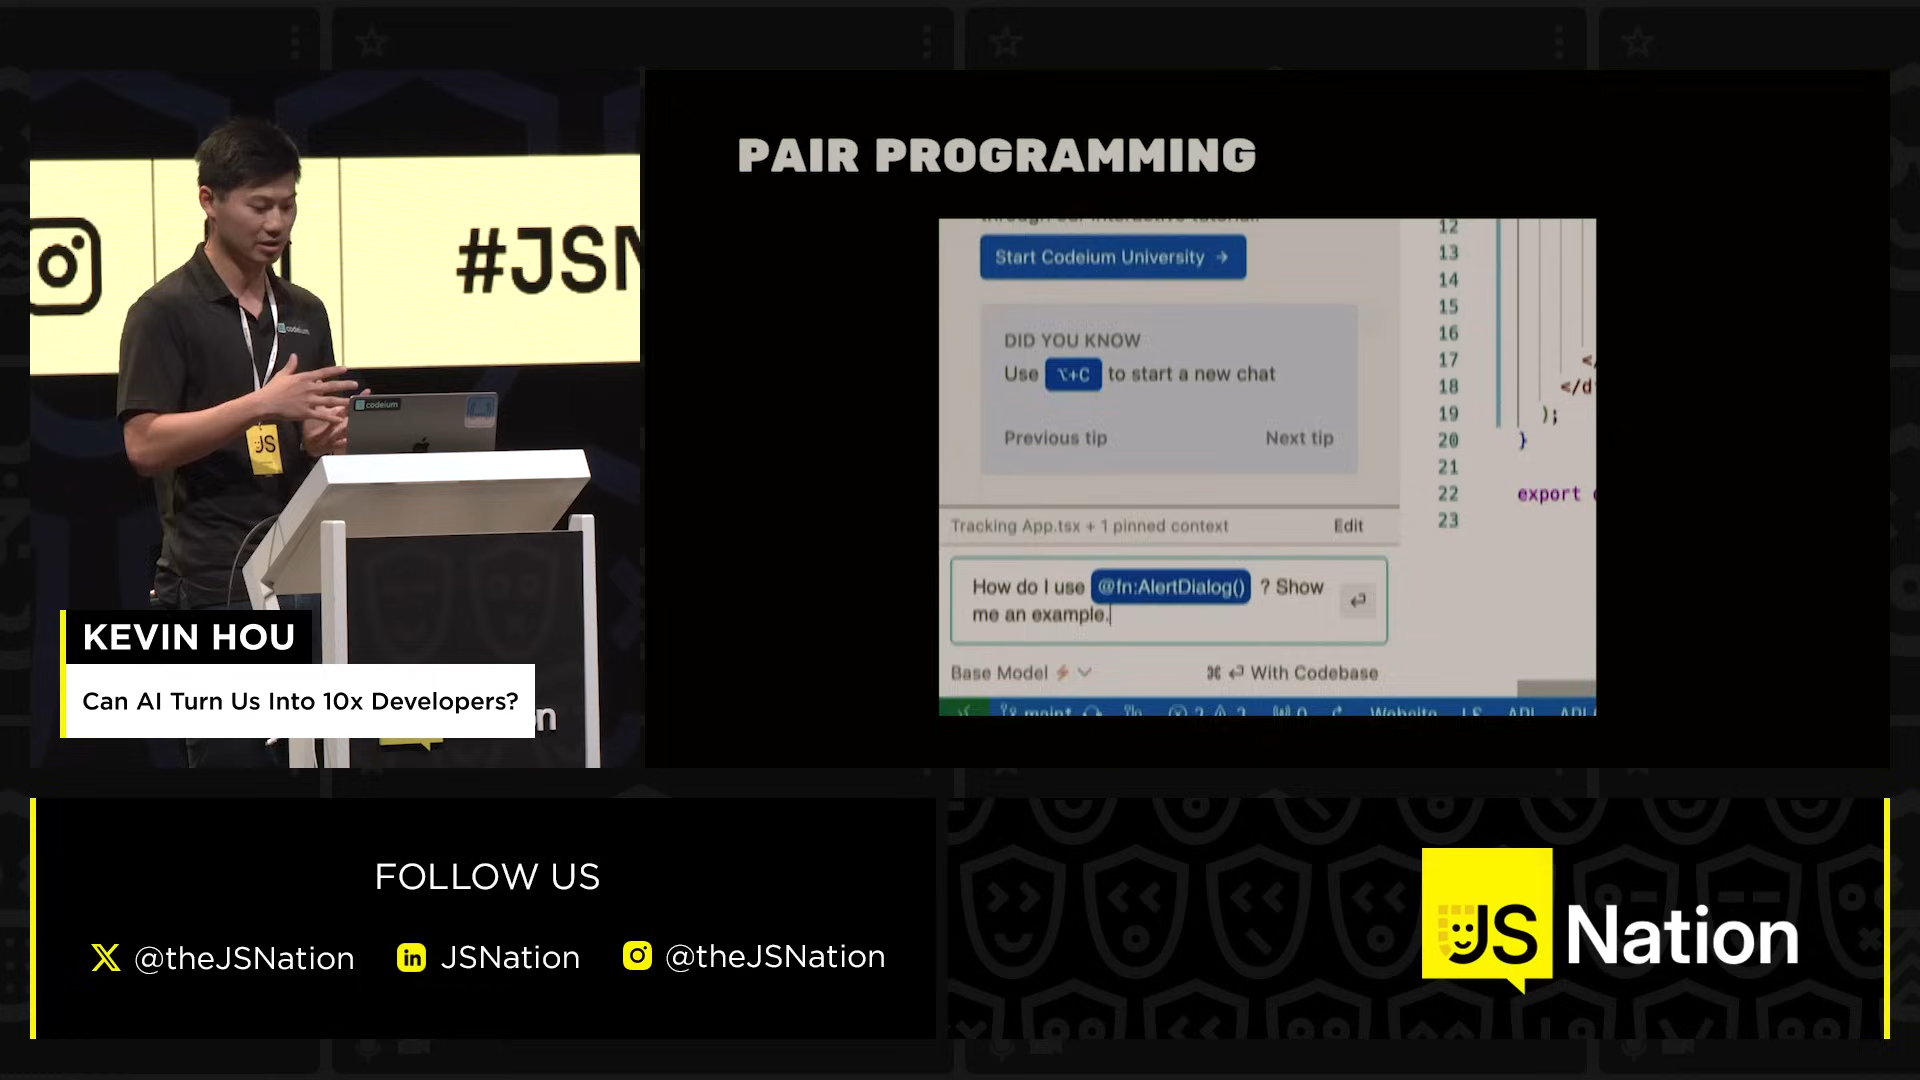 #JSN
codeium
codeium
JS
KEVIN HOU
Can AI Turn Us Into 10x Developers?
PAIR PROGRAMMING
Start Codeium University →
DID YOU KNOW
Use ⌥+C to start a new chat
Previous tip
Next tip
Tracking App.tsx + 1 pinned context
Edit
How do I use @fn:AlertDialog() ? Show
me an example.
Base Model
⌘ ⏎ With Codebase
12
13
14
15
16
17 </
18 </d
19 );
20 }
21
22 export
23
FOLLOW US
@theJSNation
JSNation
@theJSNation
JS Nation